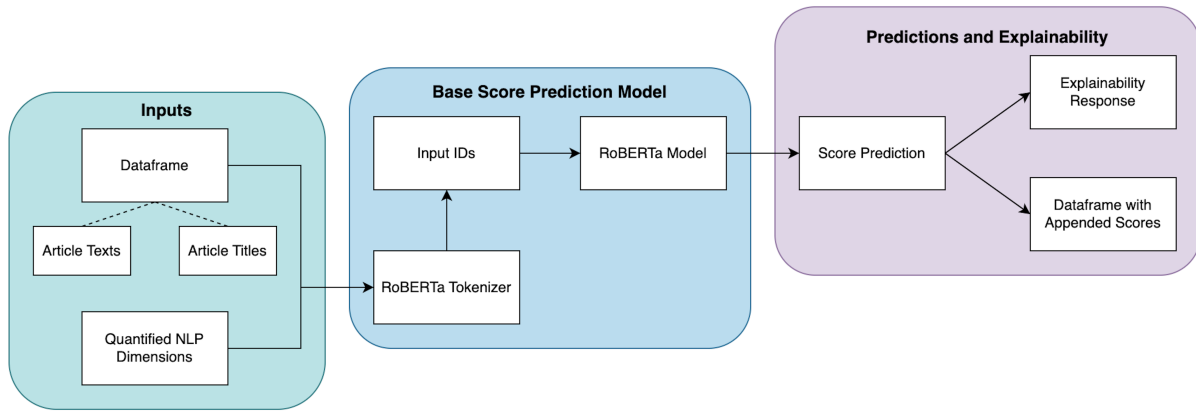 Inputs
Dataframe
Article Texts
Article Titles
Quantified NLP
Dimensions
Base Score Prediction Model
Input IDs
RoBERTa Model
RoBERTa Tokenizer
Predictions and Explainability
Score Prediction
Explainability
Response
Dataframe with
Appended Scores